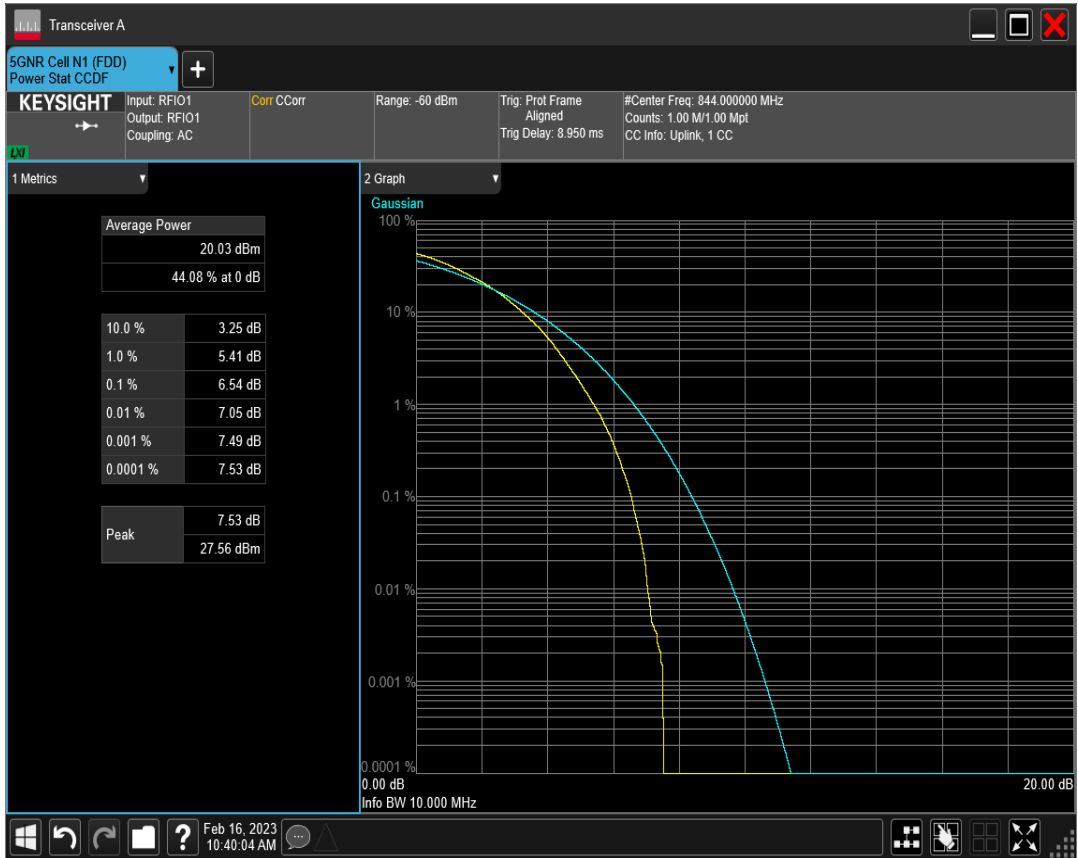 Transceiver A
5GNR Cell N1 (FDD)
Power Stat CCDF
+
KEYSIGHT
LXI
Input: RFIO1
Output: RFIO1
Coupling: AC
Corr CCorr
Range: -60 dBm
Trig: Prot Frame
Aligned
Trig Delay: 8.950 ms
#Center Freq: 844.000000 MHz
Counts: 1.00 M/1.00 Mpt
CC Info: Uplink, 1 CC
1 Metrics
Average Power
20.03 dBm
44.08 % at 0 dB
10.0 % 3.25 dB
1.0 % 5.41 dB
0.1 % 6.54 dB
0.01 % 7.05 dB
0.001 % 7.49 dB
0.0001 % 7.53 dB
Peak
7.53 dB
27.56 dBm
2 Graph
Gaussian
100 %
10 %
1 %
0.1 %
0.01 %
0.001 %
0.0001 %
0.00 dB 20.00 dB
Info BW 10.000 MHz
?
Feb 16, 2023
10:40:04 AM